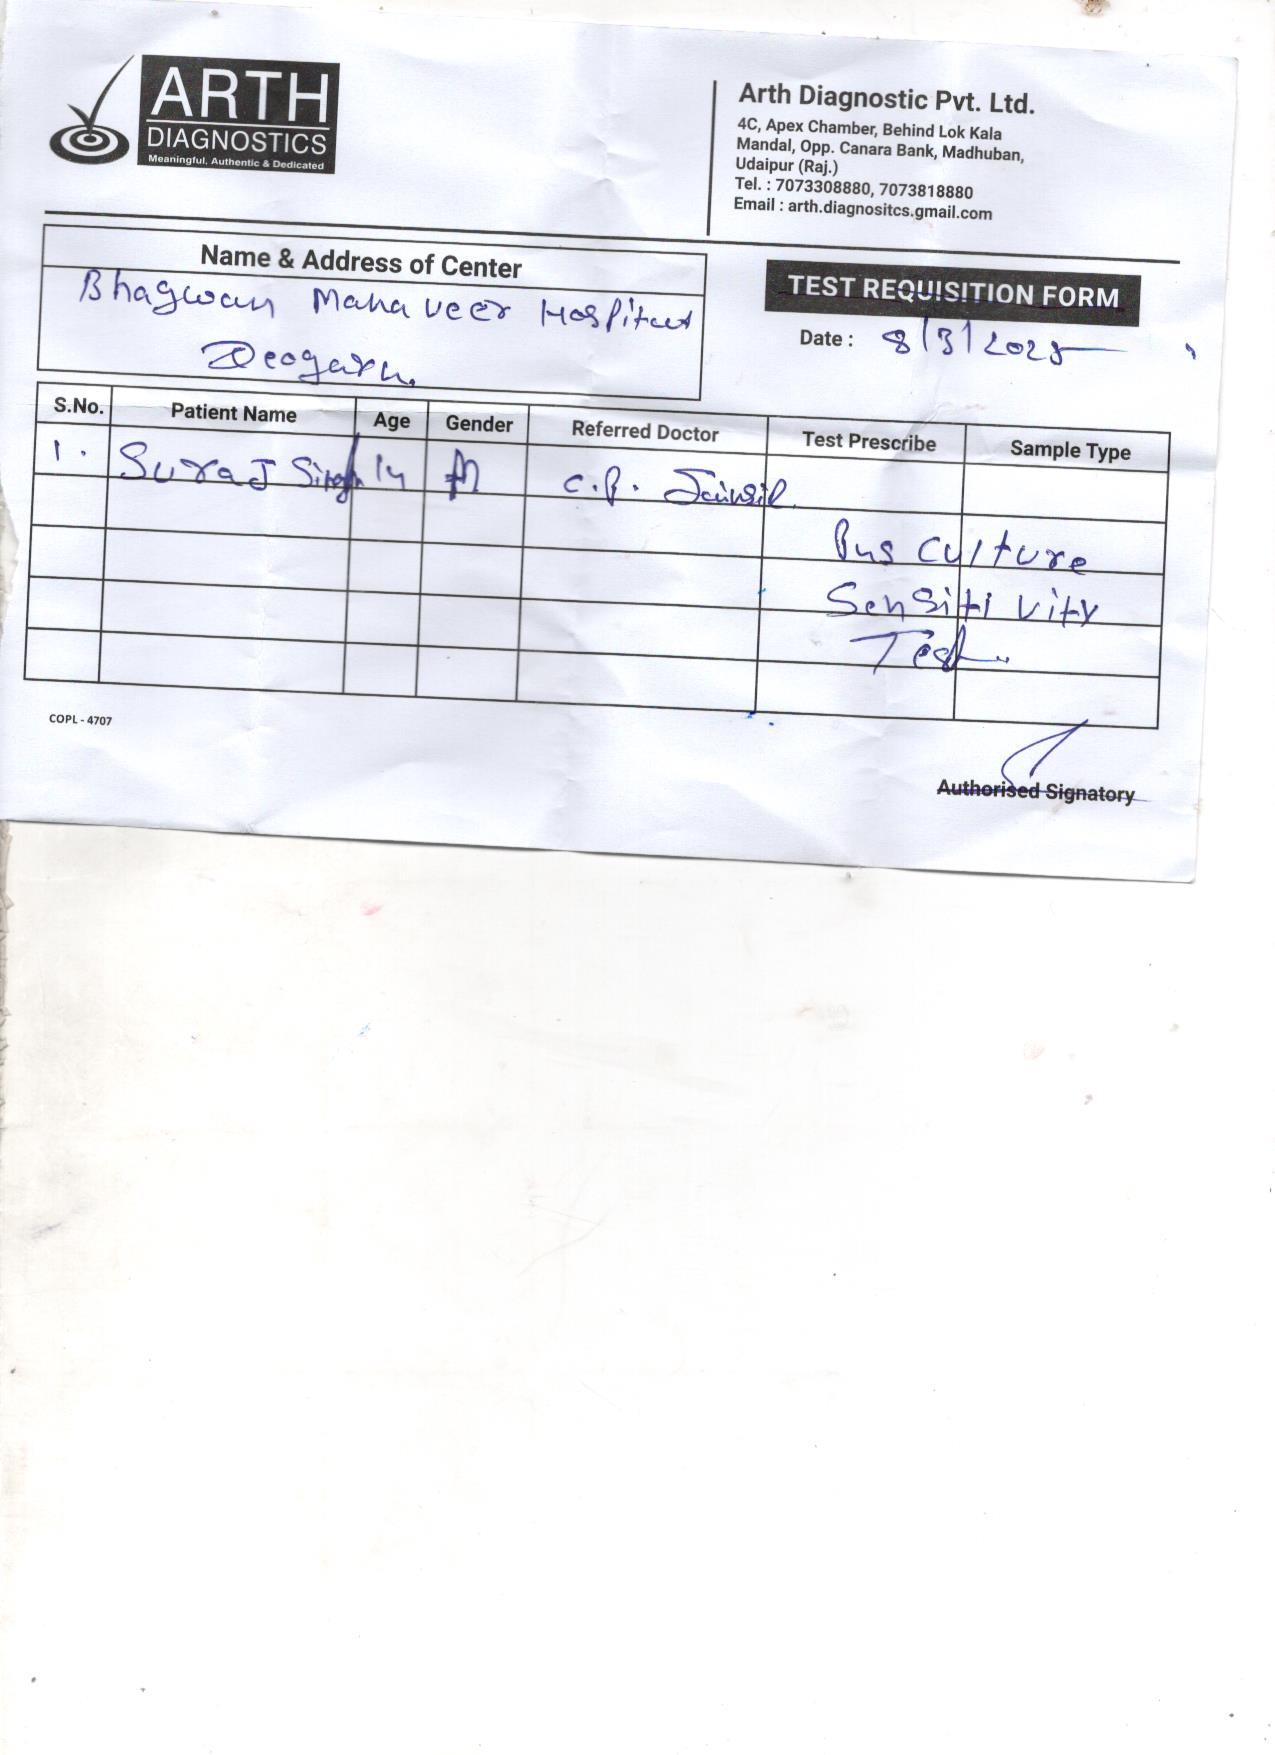 ARTH
DIAGNOSTICS
Meaningful, Authentic & Dedicated
Arth Diagnostic Pvt. Ltd.
4C, Apex Chamber, Behind Lok Kala
Mandal, Opp. Canara Bank, Madhuban,
Udaipur (Raj.)
Tel. : 7073308880, 7073818880
Email : arth.diagnositcs.gmail.com
Name & Address of Center
Bhagwan Mahaveer Hospital
Deogarh.
TEST REQUISITION FORM
Date : 8/3/2025
S.No. Patient Name Age Gender Referred Doctor Test Prescribe Sample Type
1. Suraj Singh 14 M C.P.
Pus Culture
Sensitivity
Test
COPL - 4707
Authorised Signatory